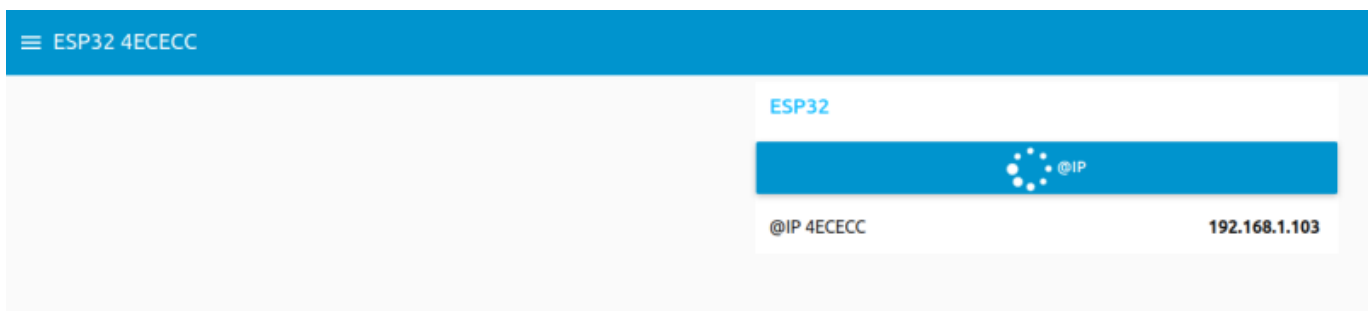 ESP32 4ECECC
ESP32
@IP
@IP 4ECECC 192.168.1.103